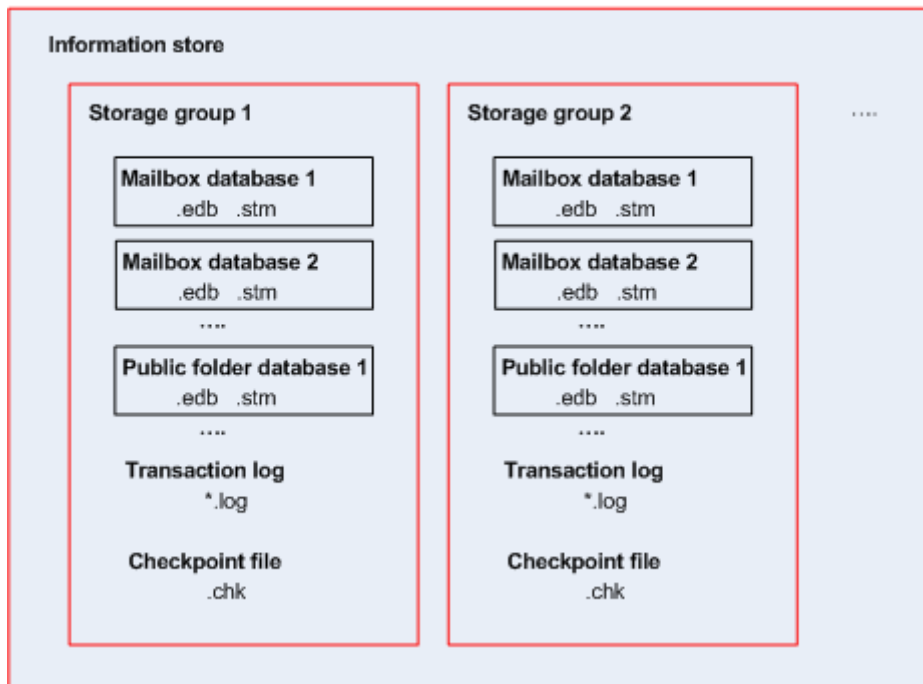 Information store
Storage group 1
Mailbox database 1
.edb .stm
Mailbox database 2
.edb .stm
....
Public folder database 1
.edb .stm
....
Transaction log
*.log
Checkpoint file
.chk
Storage group 2
Mailbox database 1
.edb .stm
Mailbox database 2
.edb .stm
....
Public folder database 1
.edb .stm
....
Transaction log
*.log
Checkpoint file
.chk
....